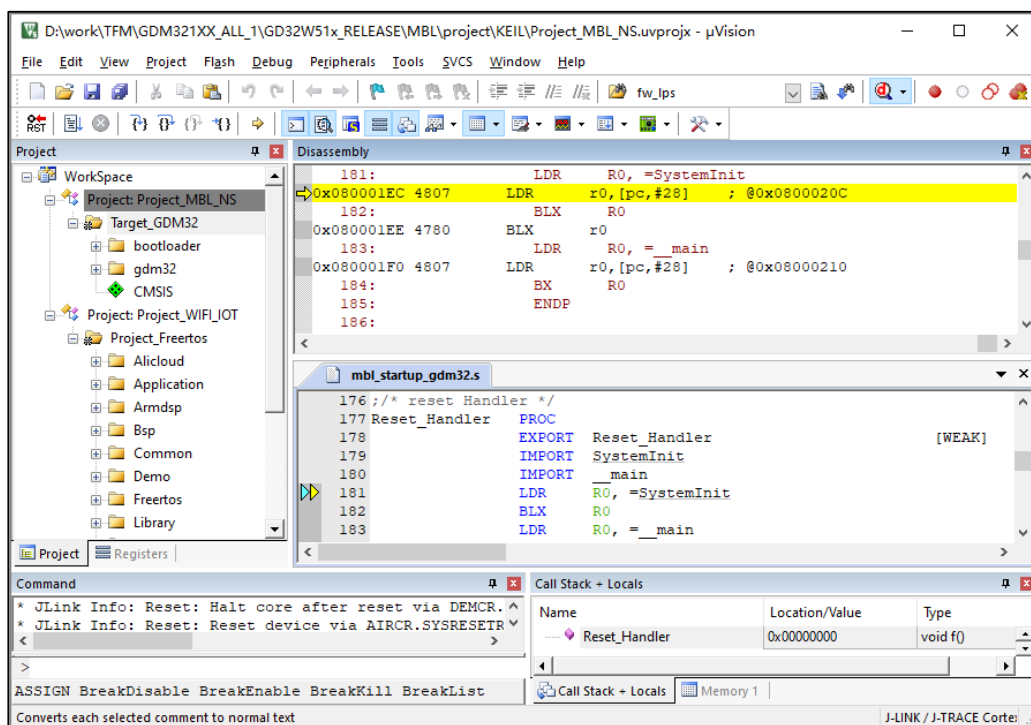 D:\work\TFM\GDM321XX_ALL_1\GD32W51x_RELEASE\MBL\project\KEIL\Project_MBL_NS.uvprojx - µVision
File Edit View Project Flash Debug Peripherals Tools SVCS Window Help
fw_lps
RST
Project
WorkSpace
Project: Project_MBL_NS
Target_GDM32
bootloader
gdm32
CMSIS
Project: Project_WIFI_IOT
Project_Freertos
Alicloud
Application
Armdsp
Bsp
Common
Demo
Freertos
Library
Project Registers
Disassembly
181: LDR R0, =SystemInit
0x080001EC 4807 LDR r0,[pc,#28] ; @0x0800020C
182: BLX R0
0x080001EE 4780 BLX r0
183: LDR R0, =__main
0x080001F0 4807 LDR r0,[pc,#28] ; @0x08000210
184: BX R0
185: ENDP
186:
mbl_startup_gdm32.s
176 ;/* reset Handler */
177 Reset_Handler PROC
178 EXPORT Reset_Handler [WEAK]
179 IMPORT SystemInit
180 IMPORT __main
181 LDR R0, =SystemInit
182 BLX R0
183 LDR R0, =__main
Command
* JLink Info: Reset: Halt core after reset via DEMCR.
* JLink Info: Reset: Reset device via AIRCR.SYSRESETR
>
ASSIGN BreakDisable BreakEnable BreakKill BreakList
Call Stack + Locals
Name Location/Value Type
Reset_Handler 0x00000000 void f()
Call Stack + Locals Memory 1
Converts each selected comment to normal text J-LINK / J-TRACE Cortex